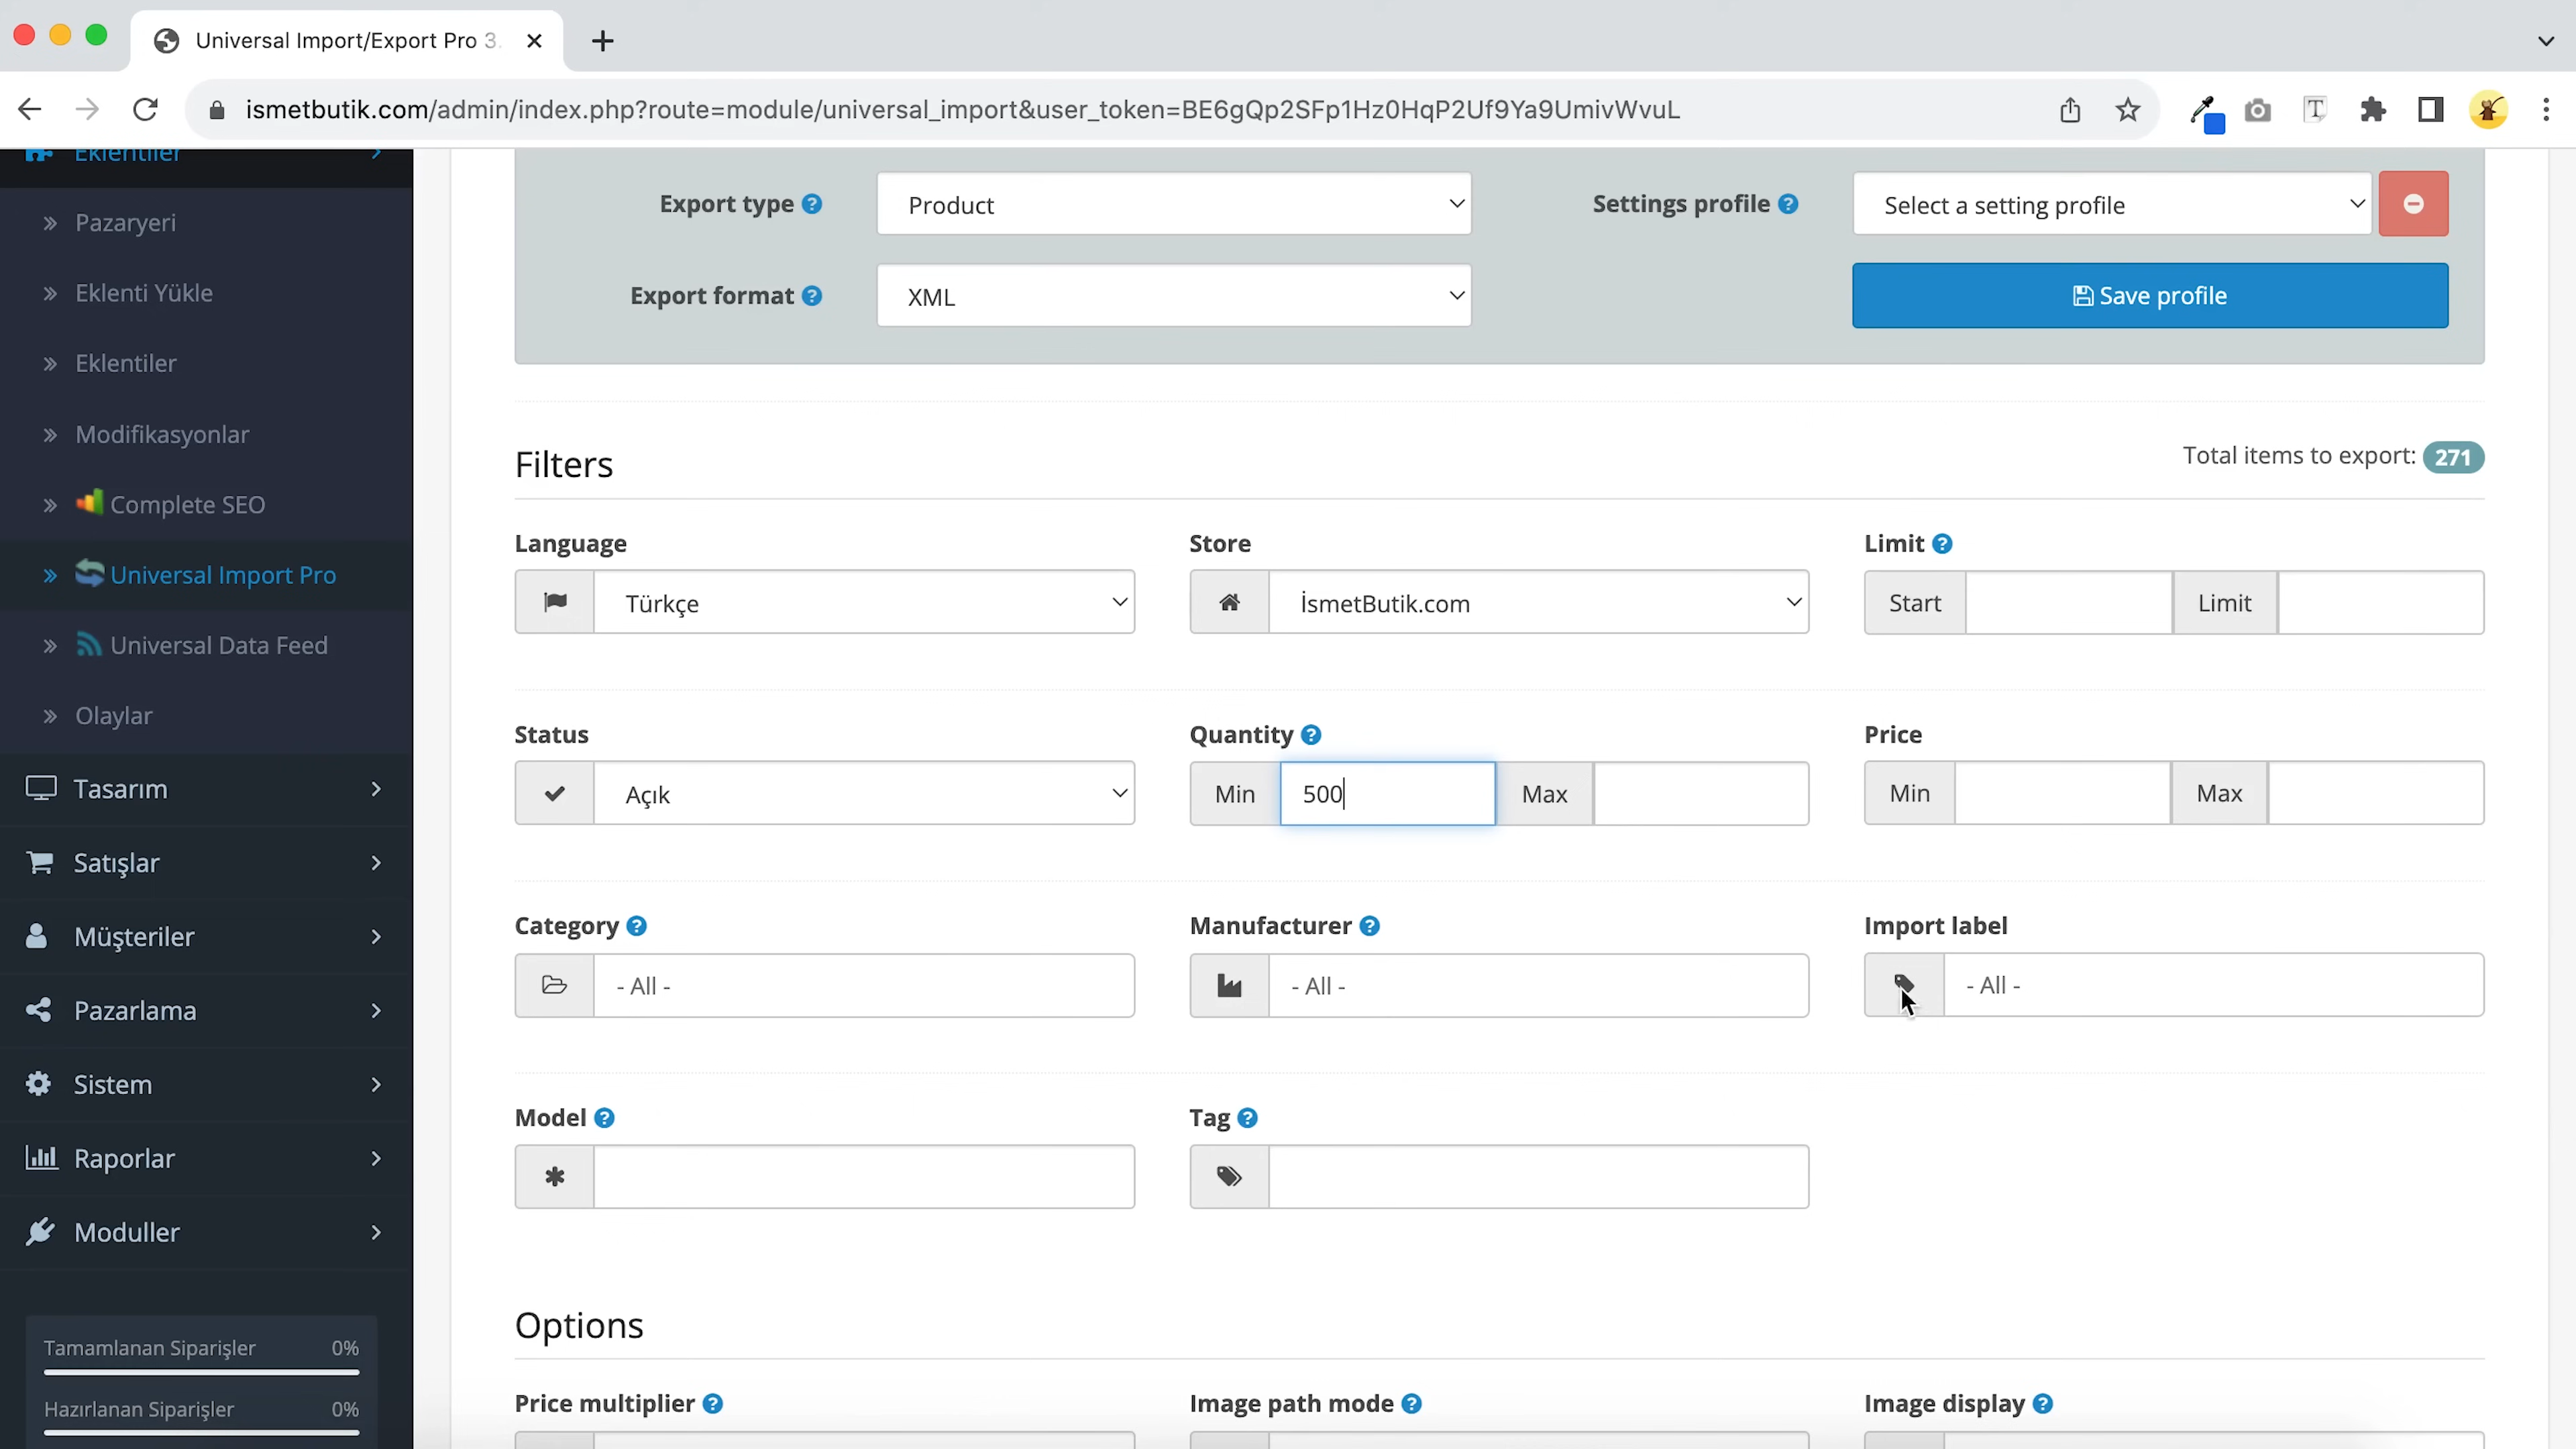 Universal Import/Export Pro 3.
ismetbutik.com/admin/index.php?route=module/universal_import&user_token=BE6gQp2SFp1Hz0HqP2Uf9Ya9UmivWvuL
Eklentiler
Pazaryeri
Eklenti Yükle
Eklentiler
Modifikasyonlar
Complete SEO
Universal Import Pro
Universal Data Feed
Olaylar
Tasarım
Satışlar
Müşteriler
Pazarlama
Sistem
Raporlar
Moduller
Tamamlanan Siparişler 0%
Hazırlanan Siparişler 0%
Export type Product Settings profile Select a setting profile
Export format XML Save profile
Filters Total items to export: 271
Language Store Limit
Türkçe İsmetButik.com Start Limit
Status Quantity Price
Açık Min 500 Max Min Max
Category Manufacturer Import label
- All - - All - - All -
Model Tag
Options
Price multiplier Image path mode Image display